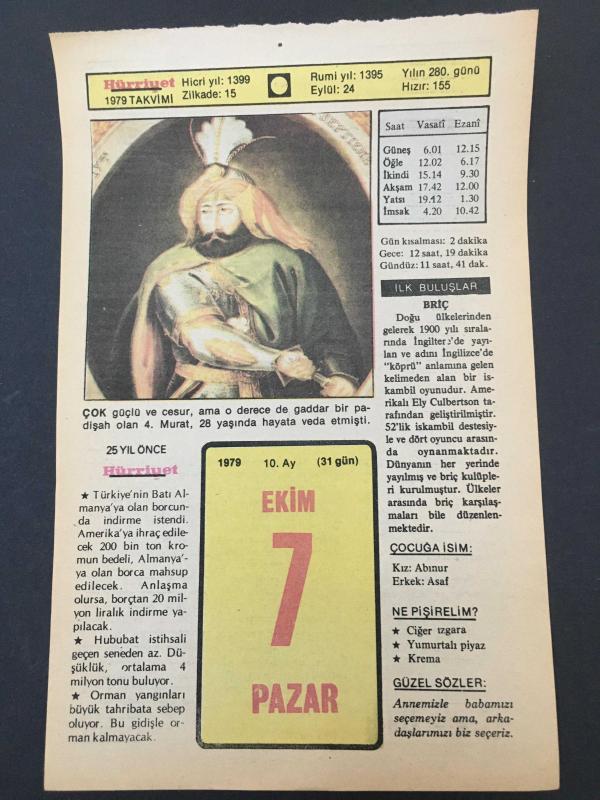 Hürriyet
1979 TAKVİMİ
Hicri yıl: 1399
Zilkade: 15
Rumi yıl: 1395
Eylül: 24
Yılın 280. günü
Hızır: 155
Saat Vasatî Ezanî
Güneş 6.01 12.15
Öğle 12.02 6.17
İkindi 15.14 9.30
Akşam 17.42 12.00
Yatsı 19.12 1.30
İmsak 4.20 10.42
Gün kısalması: 2 dakika
Gece: 12 saat, 19 dakika
Gündüz: 11 saat, 41 dak.
ÇOK güçlü ve cesur, ama o derece de gaddar bir pa-
dişah olan 4. Murat, 28 yaşında hayata veda etmişti.
25 YIL ÖNCE
Hürriyet
★ Türkiye'nin Batı Al-
manya'ya olan borcun-
da indirme istendi.
Amerika'ya ihraç edile-
cek 200 bin ton kro-
mun bedeli, Almanya'-
ya olan borca mahsup
edilecek. Anlaşma
olursa, borçtan 20 mil-
yon liralık indirme ya-
pılacak.
★ Hububat istihsali
geçen seneden az. Dü-
şüklük, ortalama 4
milyon tonu buluyor.
★ Orman yangınları
büyük tahribata sebep
oluyor. Bu gidişle or-
man kalmayacak.
1979 10. Ay (31 gün)
EKİM
7
PAZAR
İLK BULUŞLAR
BRİÇ
Doğu ülkelerinden
gelerek 1900 yılı sırala-
rında İngiltere'de yayı-
lan ve adını İngilizce'de
"köprü" anlamına gelen
kelimeden alan bir is-
kambil oyunudur. Ame-
rikalı Ely Culbertson ta-
rafından geliştirilmiştir.
52'lik iskambil destesiy-
le ve dört oyuncu arasın-
da oynanmaktadır.
Dünyanın her yerinde
yayılmış ve briç kulüple-
ri kurulmuştur. Ülkeler
arasında briç karşılaş-
maları bile düzenlen-
mektedir.
ÇOCUĞA İSİM:
Kız: Abınur
Erkek: Asaf
NE PİŞİRELİM?
★ Ciğer ızgara
★ Yumurtalı piyaz
★ Krema
GÜZEL SÖZLER:
Annemizle babamızı
seçemeyiz ama, arka-
daşlarımızı biz seçeriz.